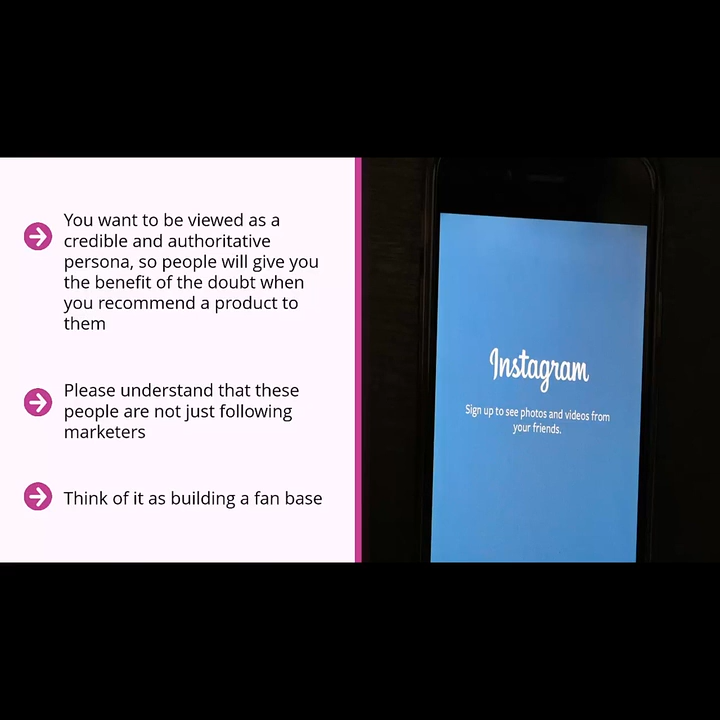 You want to be viewed as a
credible and authoritative
persona, so people will give you
the benefit of the doubt when
you recommend a product to
them
Please understand that these
people are not just following
marketers
Think of it as building a fan base
Instagram
Sign up to see photos and videos from
your friends.